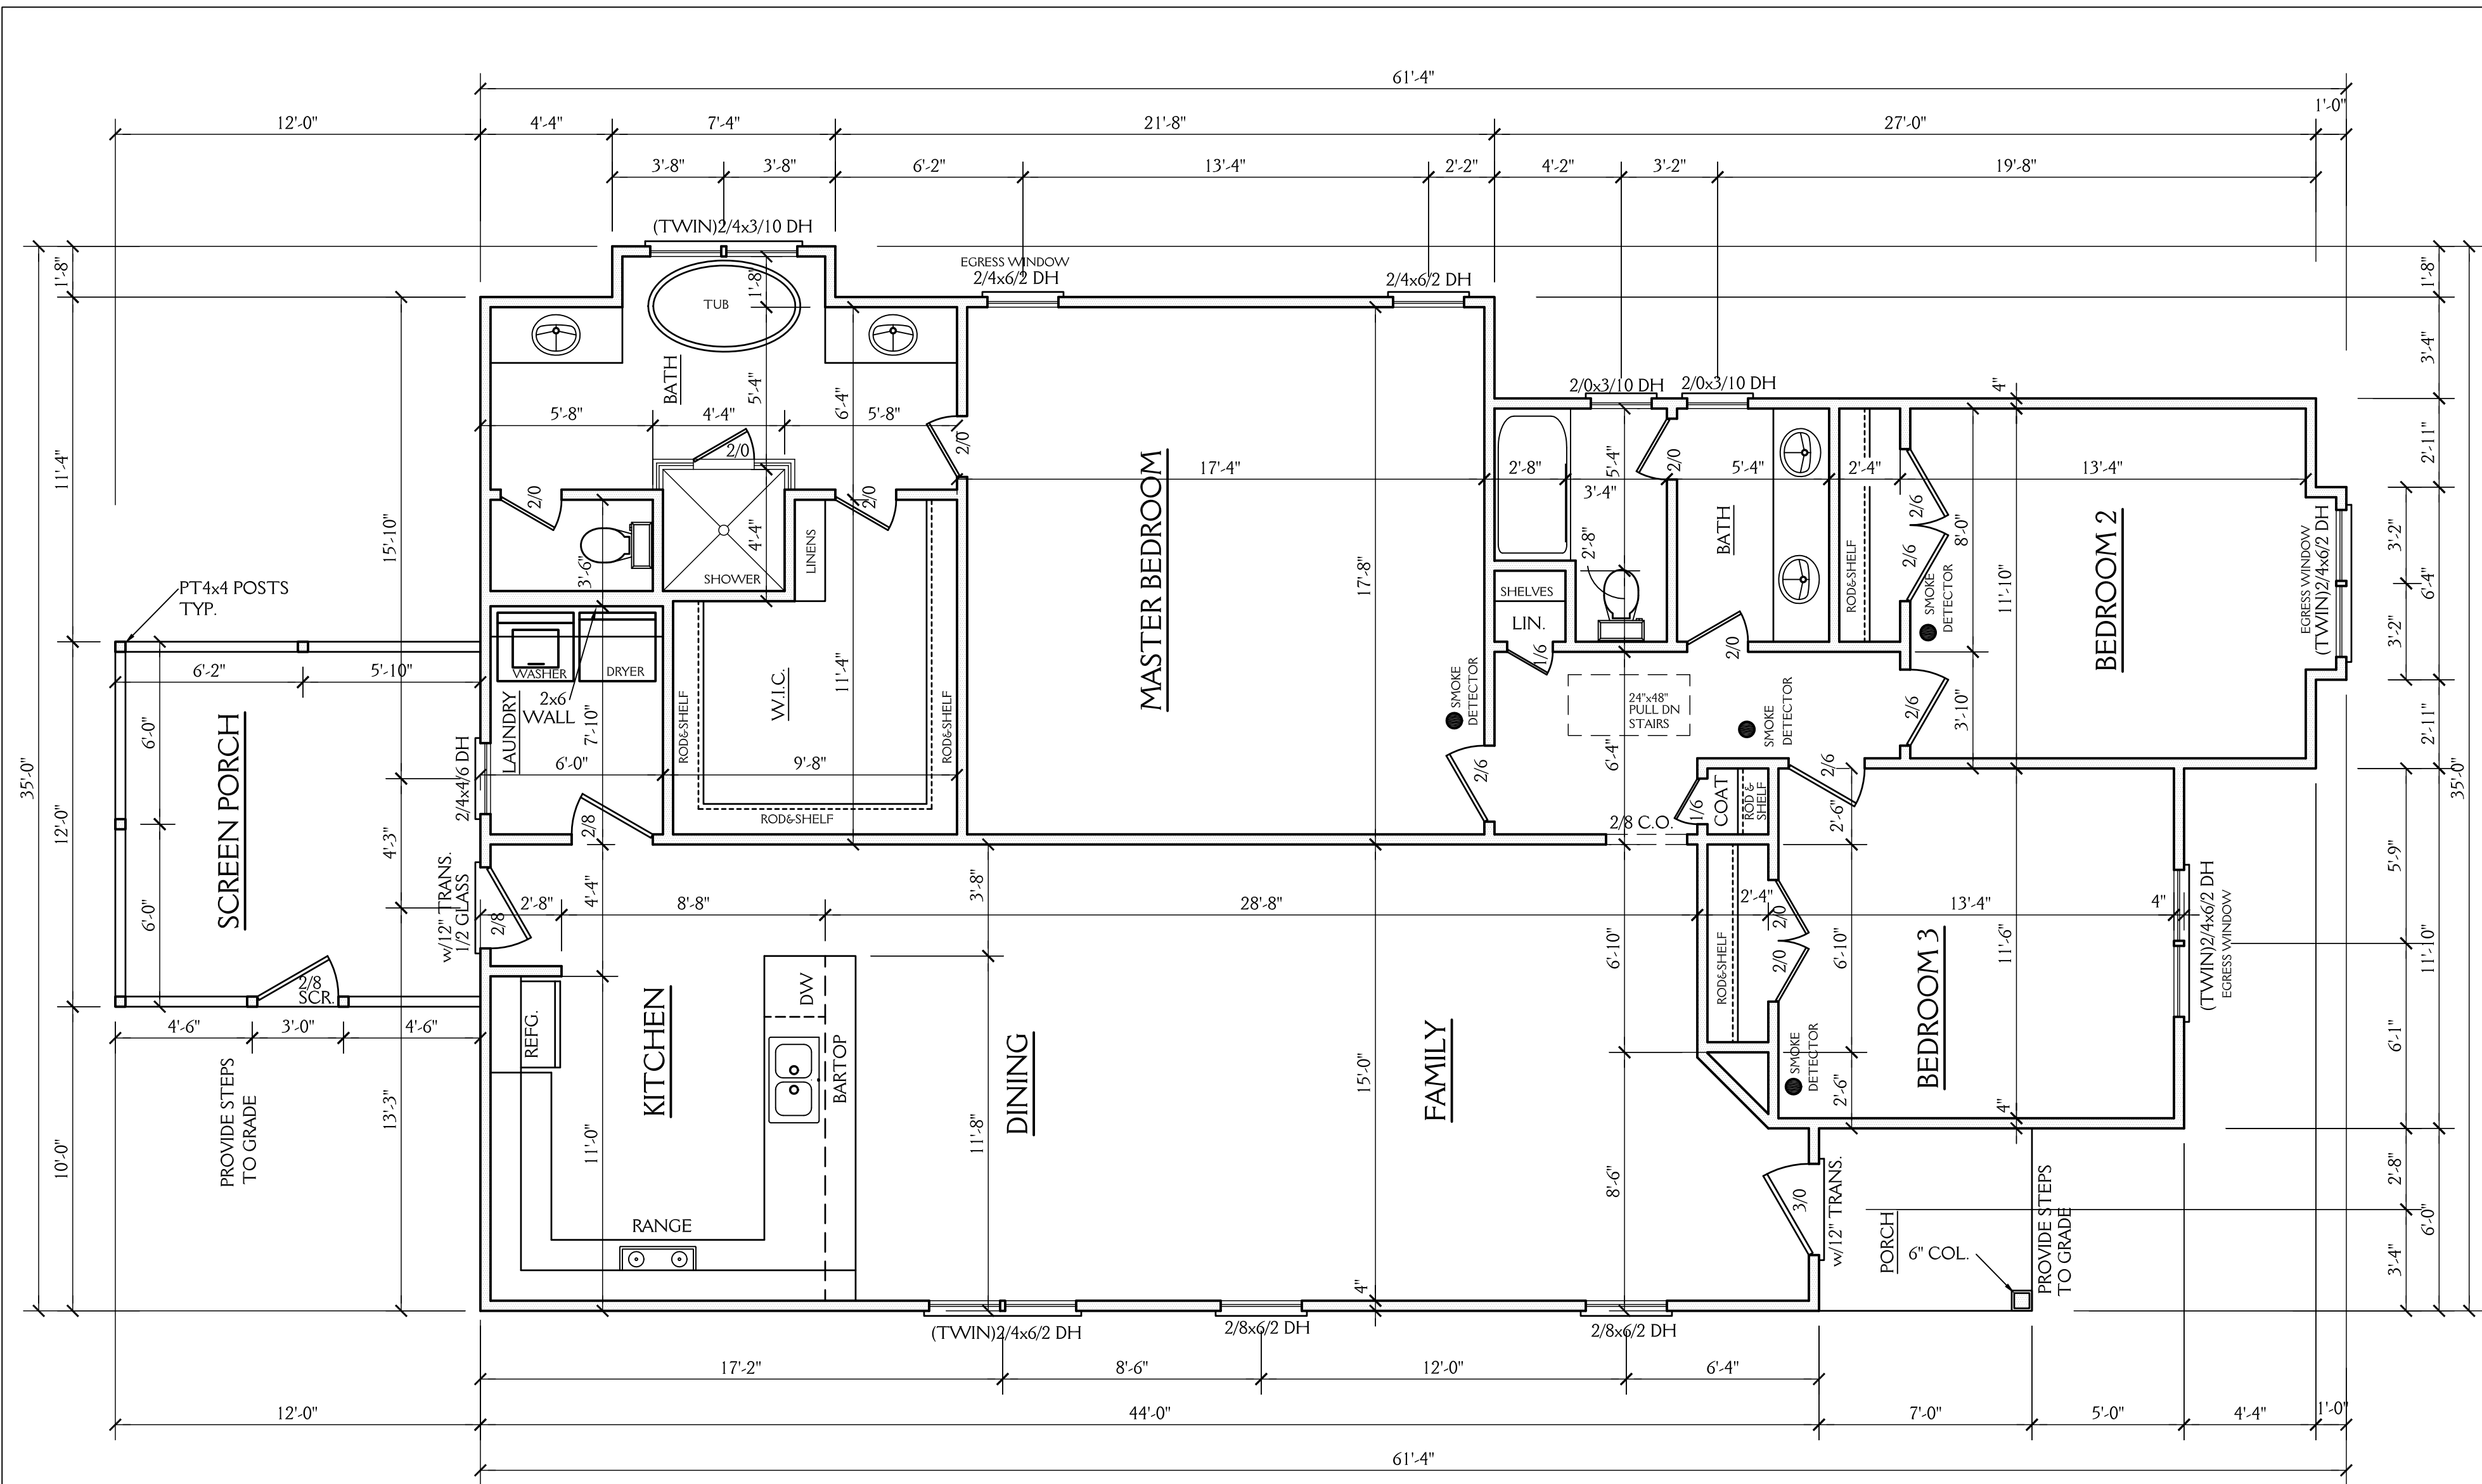 61'-4"
1'-0"
12'-0"
4'-4"
7'-4"
21'-8"
27'-0"
3'-8"
3'-8"
6'-2"
13'-4"
2'-2"
4'-2"
3'-2"
19'-8"
(TWIN)2/4x3/10 DH
EGRESS WINDOW
2/4x6/2 DH
2/4x6/2 DH
1'-8"
11'-4"
12'-0"
10'-0"
35'-0"
15'-10"
4'-3"
13'-3"
TUB
1'-8"
BATH
5'-4"
6'-4"
5'-8"
4'-4"
5'-8"
2/0
2/0
2/0
2/0
4'-4"
3'-6"
SHOWER
LINENS
PT4x4 POSTS
TYP.
6'-2"
5'-10"
6'-0"
6'-0"
SCREEN PORCH
2/8
SCR.
4'-6"
3'-0"
4'-6"
PROVIDE STEPS
TO GRADE
WASHER
DRYER
2x6
WALL
LAUNDRY
7'-10"
6'-0"
2/4x4/6 DH
2/8
W.I.C.
11'-4"
9'-8"
ROD&SHELF
ROD&SHELF
ROD&SHELF
MASTER BEDROOM
17'-4"
17'-8"
SMOKE
DETECTOR
2/6
2/0x3/10 DH
2/0x3/10 DH
2'-8"
5'-4"
3'-4"
2'-8"
2/0
5'-4"
BATH
2/0
SHELVES
LIN.
1/6
2'-4"
ROD&SHELF
2/6
2/6
8'-0"
4"
11'-10"
13'-4"
BEDROOM 2
SMOKE
DETECTOR
EGRESS WINDOW
(TWIN)2/4x6/2 DH
24"x48"
PULL DN
STAIRS
SMOKE
DETECTOR
2/6
3'-10"
6'-4"
2/8 C.O.
1/6
COAT
ROD &
SHELF
2/6
2'-6"
w/12" TRANS.
1/2 GLASS
2/8
2'-8"
8'-8"
4'-4"
3'-8"
28'-8"
REFG.
KITCHEN
DW
BARTOP
11'-0"
RANGE
DINING
11'-8"
15'-0"
4"
FAMILY
6'-10"
8'-6"
2'-4"
2/0
2/0
ROD&SHELF
6'-10"
2'-6"
SMOKE
DETECTOR
13'-4"
4"
11'-6"
4"
BEDROOM 3
(TWIN)2/4x6/2 DH
EGRESS WINDOW
3/0
w/12" TRANS.
PORCH
6" COL.
PROVIDE STEPS
TO GRADE
1'-8"
3'-4"
2'-11"
3'-2"
6'-4"
3'-2"
2'-11"
35'-0"
5'-9"
11'-10"
6'-1"
2'-8"
6'-0"
3'-4"
(TWIN)2/4x6/2 DH
2/8x6/2 DH
2/8x6/2 DH
17'-2"
8'-6"
12'-0"
6'-4"
12'-0"
44'-0"
7'-0"
5'-0"
4'-4"
1'-0"
61'-4"